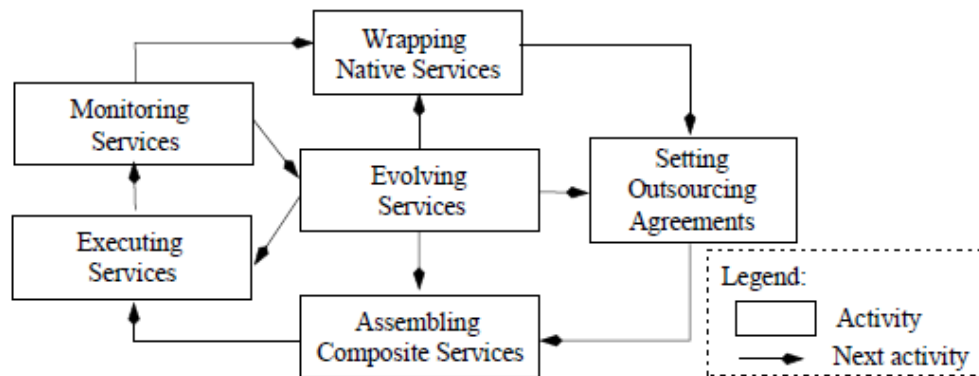 Wrapping
Native Services
Monitoring
Services
Evolving
Services
Setting
Outsourcing
Agreements
Executing
Services
Assembling
Composite Services
Legend:
Activity
Next activity